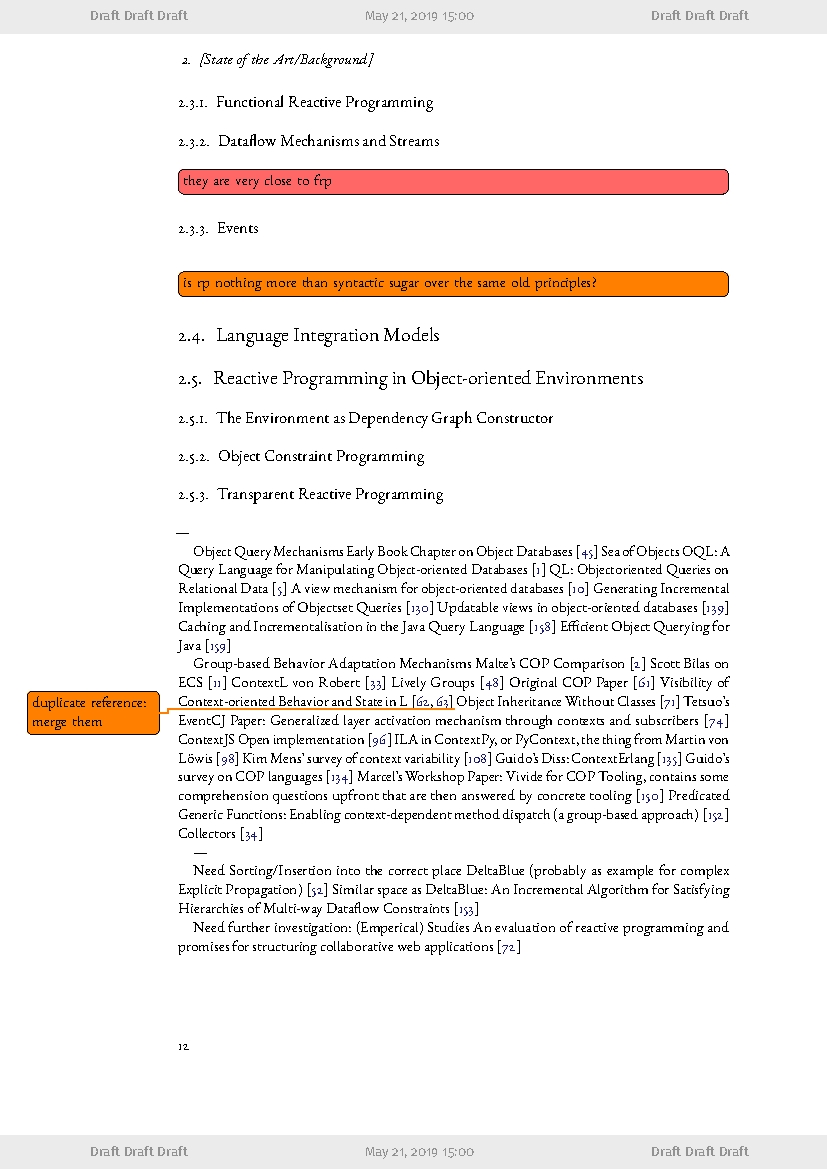 Draft Draft Draft May 21, 2019 15:00 Draft Draft Draft
2. [State of the Art/Background]
2.3.1. Functional Reactive Programming
2.3.2. Dataflow Mechanisms and Streams
they are very close to frp
2.3.3. Events
is rp nothing more than syntactic sugar over the same old principles?
2.4. Language Integration Models
2.5. Reactive Programming in Object-oriented Environments
2.5.1. The Environment as Dependency Graph Constructor
2.5.2. Object Constraint Programming
2.5.3. Transparent Reactive Programming
—
Object Query Mechanisms Early Book Chapter on Object Databases [45] Sea of Objects OQL: A
Query Language for Manipulating Object-oriented Databases [1] QL: Objectoriented Queries on
Relational Data [5] A view mechanism for object-oriented databases [10] Generating Incremental
Implementations of Objectset Queries [130] Updatable views in object-oriented databases [139]
Caching and Incrementalisation in the Java Query Language [158] Efficient Object Querying for
Java [159]
Group-based Behavior Adaptation Mechanisms Malte's COP Comparison [2] Scott Bilas on
ECS [11] ContextL von Robert [33] Lively Groups [48] Original COP Paper [61] Visibility of
Context-oriented Behavior and State in L [62, 63] Object Inheritance Without Classes [71] Tetsuo's
EventCJ Paper: Generalized layer activation mechanism through contexts and subscribers [74]
ContextJS Open implementation [96] ILA in ContextPy, or PyContext, the thing from Martin von
Löwis [98] Kim Mens' survey of context variability [108] Guido's Diss: ContextErlang [135] Guido's
survey on COP languages [134] Marcel's Workshop Paper: Vivide for COP Tooling, contains some
comprehension questions upfront that are then answered by concrete tooling [150] Predicated
Generic Functions: Enabling context-dependent method dispatch (a group-based approach) [152]
Collectors [34]
duplicate reference:
merge them
—
Need Sorting/Insertion into the correct place DeltaBlue (probably as example for complex
Explicit Propagation) [52] Similar space as DeltaBlue: An Incremental Algorithm for Satisfying
Hierarchies of Multi-way Dataflow Constraints [153]
Need further investigation: (Emperical) Studies An evaluation of reactive programming and
promises for structuring collaborative web applications [72]
12
Draft Draft Draft May 21, 2019 15:00 Draft Draft Draft